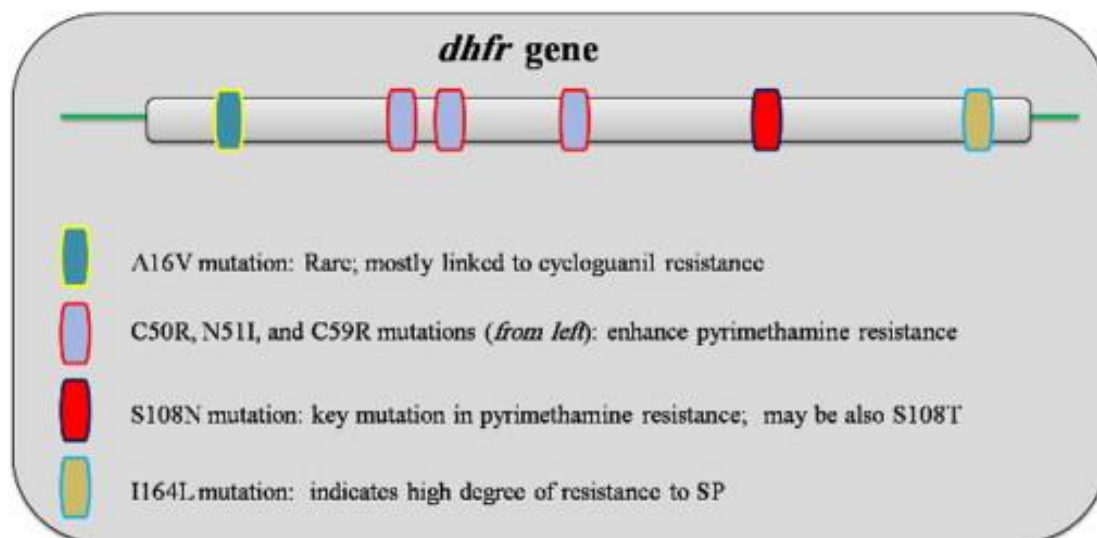 dhfr gene
A16V mutation: Rare; mostly linked to cycloguanil resistance
C50R, N51I, and C59R mutations (from left): enhance pyrimethamine resistance
S108N mutation: key mutation in pyrimethamine resistance; may be also S108T
I164L mutation: indicates high degree of resistance to SP